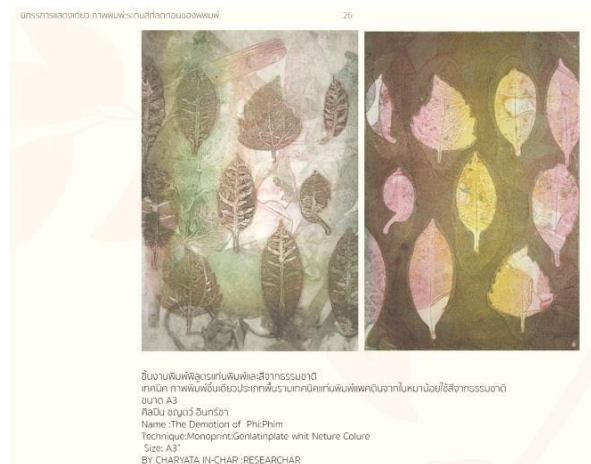 นิทรรศการแสดงเดี่ยว ภาพพิมพ์:ระดับสีที่ลดทอนของพิพิมพ์ 26
ชิ้นงานพิมพ์พิสูตรแท่นพิมพ์และสีจากธรรมชาติ
เทคนิค ภาพพิมพ์ชิ้นเดียวประเภทพื้นราบเทคนิคแท่นพิมพ์แพคตินจากใบหมาน้อยใช้สีจากธรรมชาติ
ขนาด A3
ศิลปิน ชญตว์ อินทร์ชา
Name :The Demotion of Phi:Phim
Technique:Monoprint:Genlatinplate whit Neture Colure
Size: A3"
BY CHARYATA IN-CHAR :RESEARCHAR